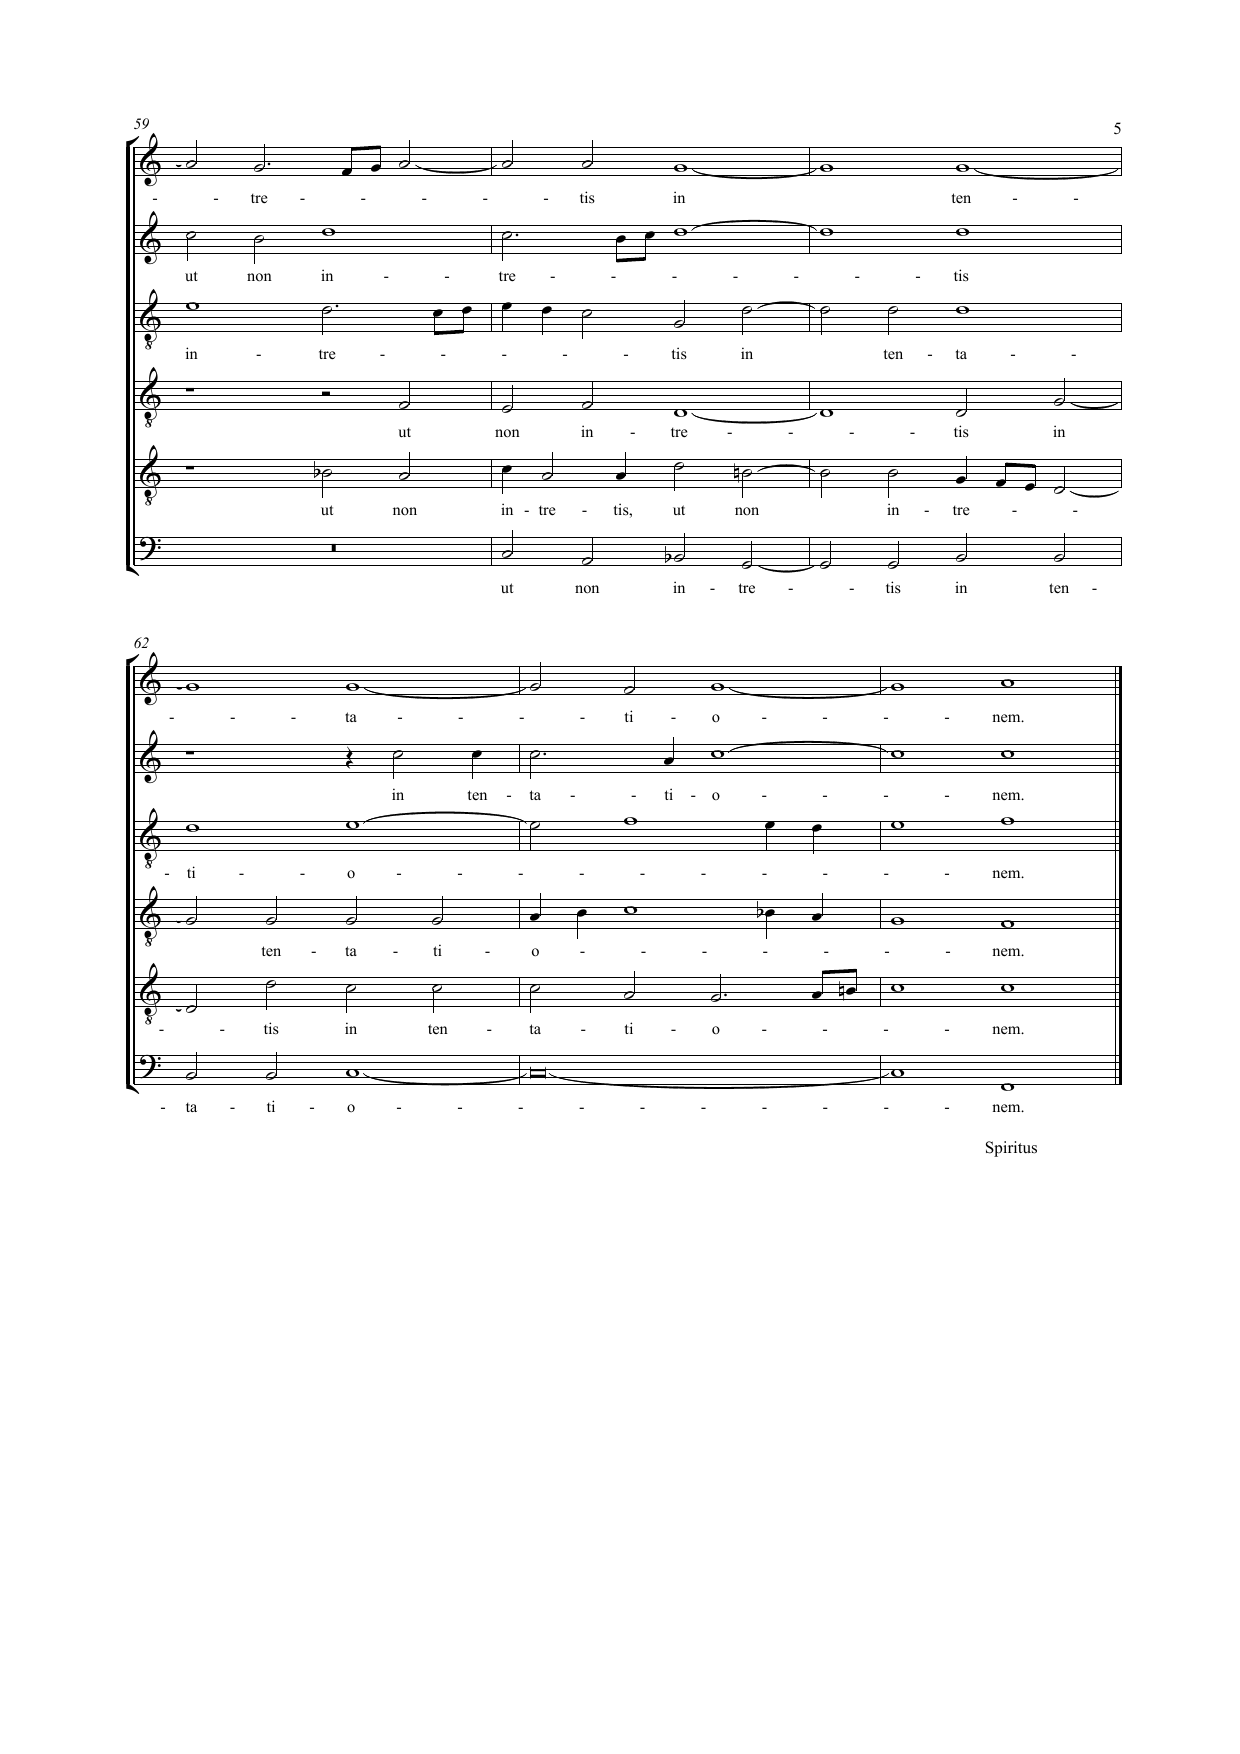 59
5
- - tre - - - - - tis in ten - -
ut non in - - tre - - - - - - tis
in - tre - - - - - tis in ten - ta - -
ut non in - tre - - - tis in
ut non in - tre - tis, ut non in - tre - -
ut non in - tre - - tis in ten -
62
- - - ta - - - - ti - o - - - nem.
in ten - ta - - ti - o - - - nem.
- ti - - o - - - - - - - - - nem.
ten - ta - ti - o - - - - - - nem.
- - tis in ten - ta - ti - o - - - nem.
- ta - ti - o - - - - - - - - - nem.
Spiritus